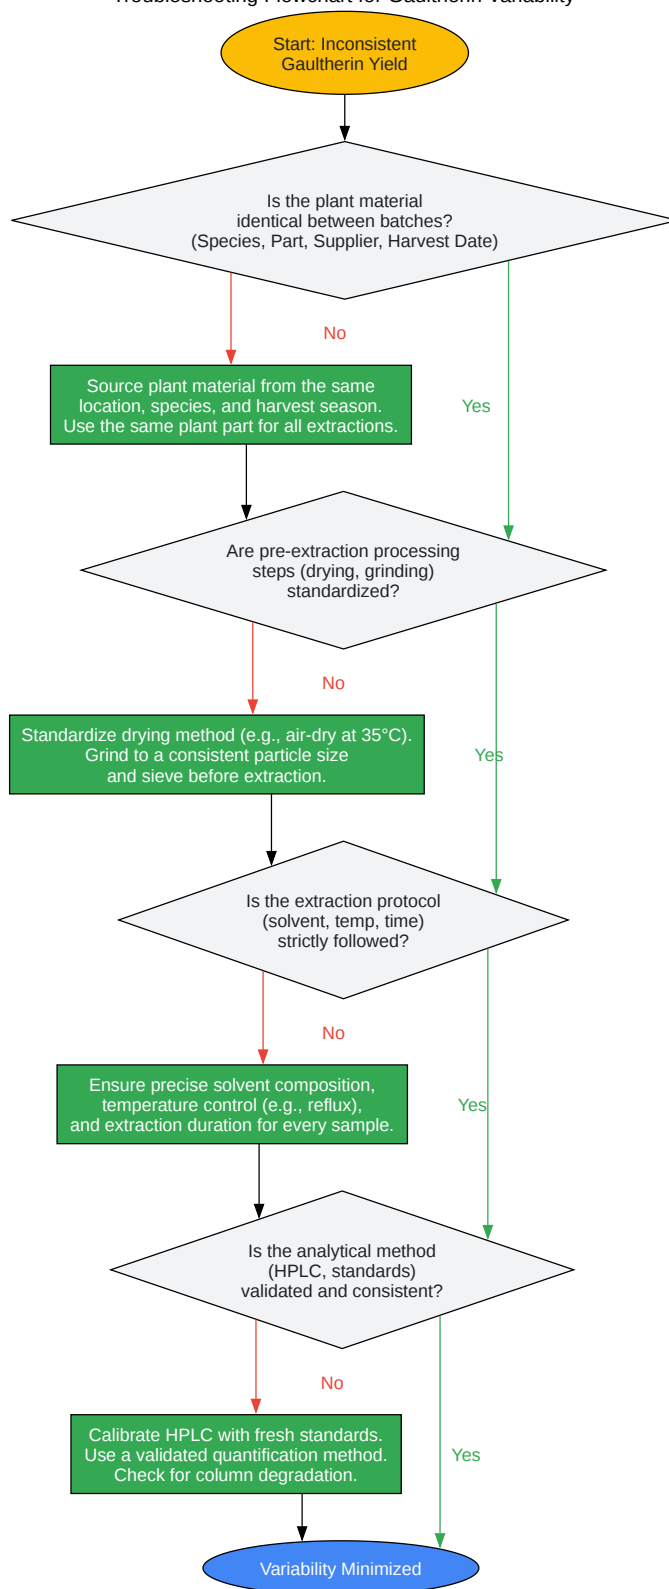 Troubleshooting Flowchart for Gaultherin Variability
Start: Inconsistent
Gaultherin Yield
Is the plant material
identical between batches?
(Species, Part, Supplier, Harvest Date)
No
Source plant material from the same
location, species, and harvest season.
Use the same plant part for all extractions.
Yes
Are pre-extraction processing
steps (drying, grinding)
standardized?
No
Standardize drying method (e.g., air-dry at 35°C).
Grind to a consistent particle size
and sieve before extraction.
Yes
Is the extraction protocol
(solvent, temp, time)
strictly followed?
No
Ensure precise solvent composition,
temperature control (e.g., reflux),
and extraction duration for every sample.
Yes
Is the analytical method
(HPLC, standards)
validated and consistent?
No
Calibrate HPLC with fresh standards.
Use a validated quantification method.
Check for column degradation.
Yes
Variability Minimized